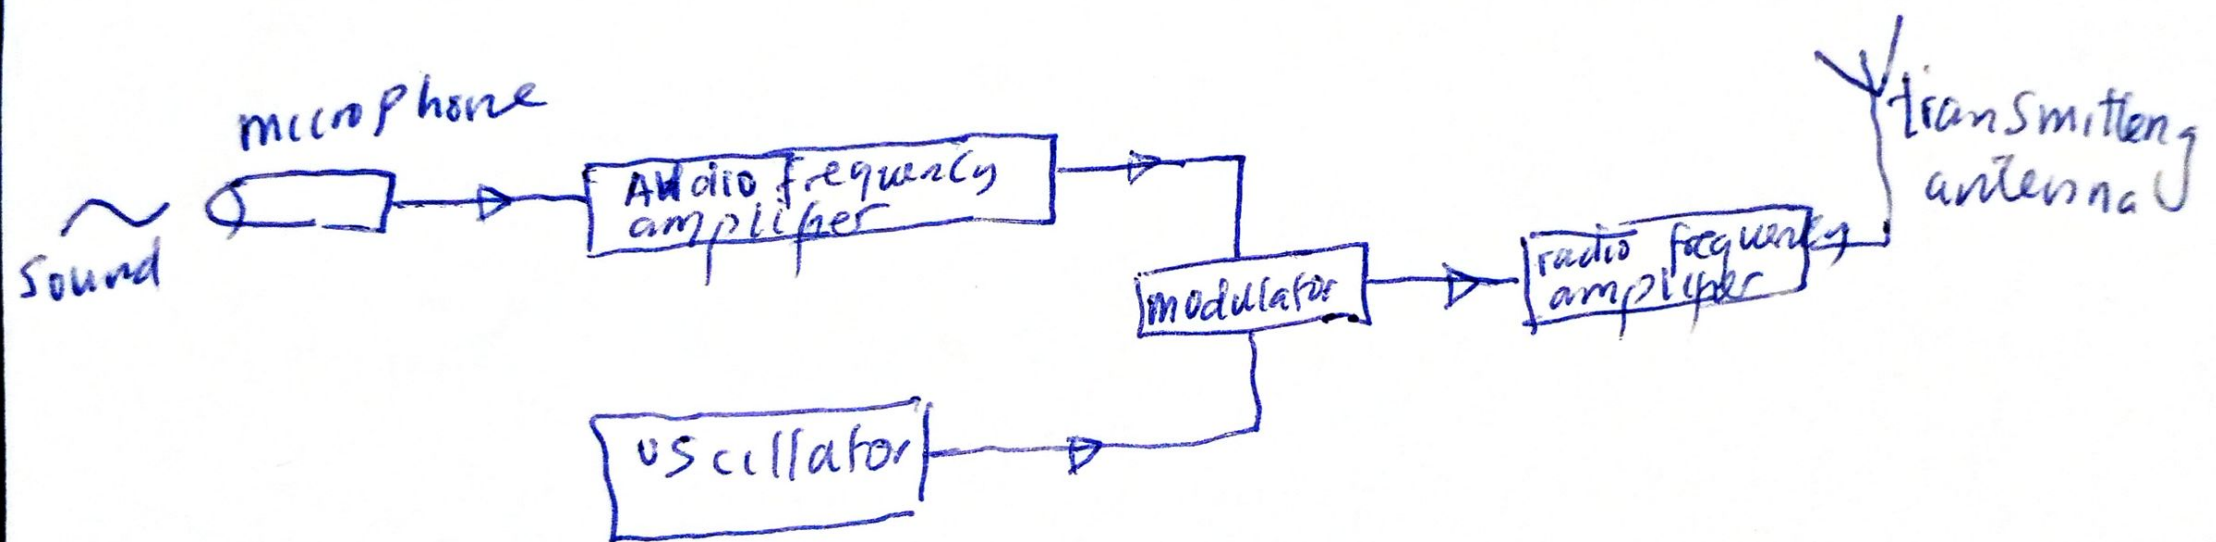 microphone
sound
Audio frequency
amplifier
modulator
oscillator
radio frequency
amplifier
transmitting
antenna